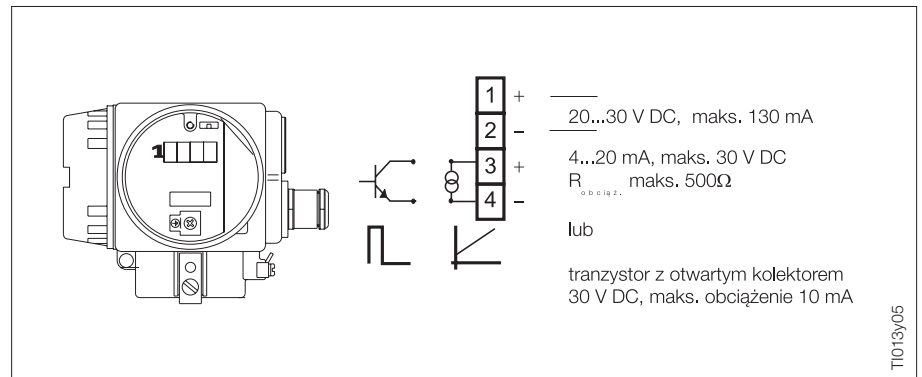 1
1 +
2 –
3 +
4 –
20...30 V DC, maks. 130 mA
4...20 mA, maks. 30 V DC
R obciąż. maks. 500Ω
lub
tranzystor z otwartym kolektorem
30 V DC, maks. obciążenie 10 mA
TI013y05